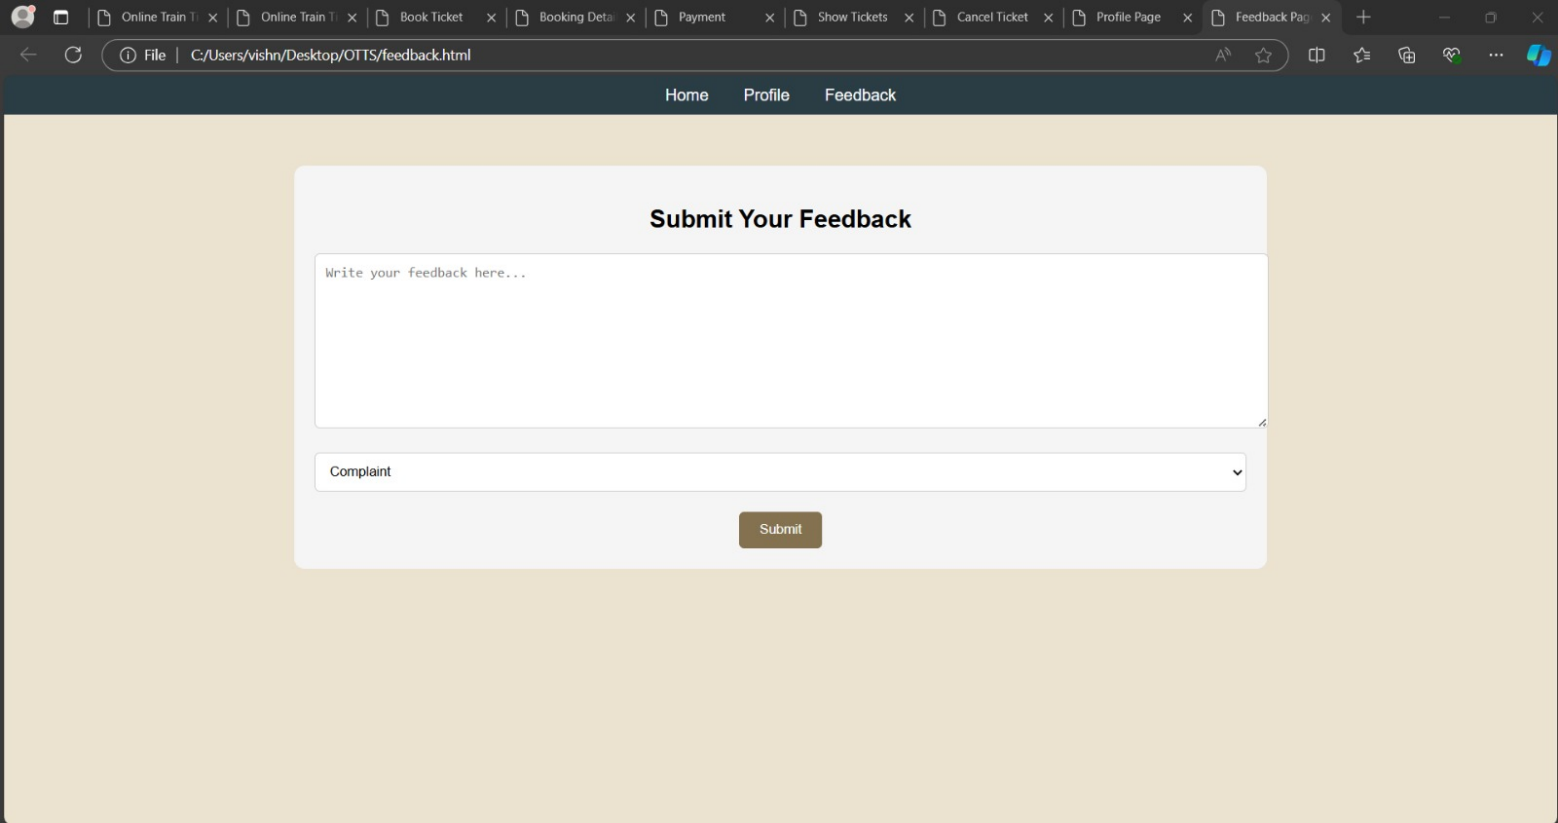 Online Train Ti
Online Train Ti
Book Ticket
Booking Detai
Payment
Show Tickets
Cancel Ticket
Profile Page
Feedback Pag
File
C:/Users/vishn/Desktop/OTTS/feedback.html
Home Profile Feedback
Submit Your Feedback
Write your feedback here...
Complaint
Submit